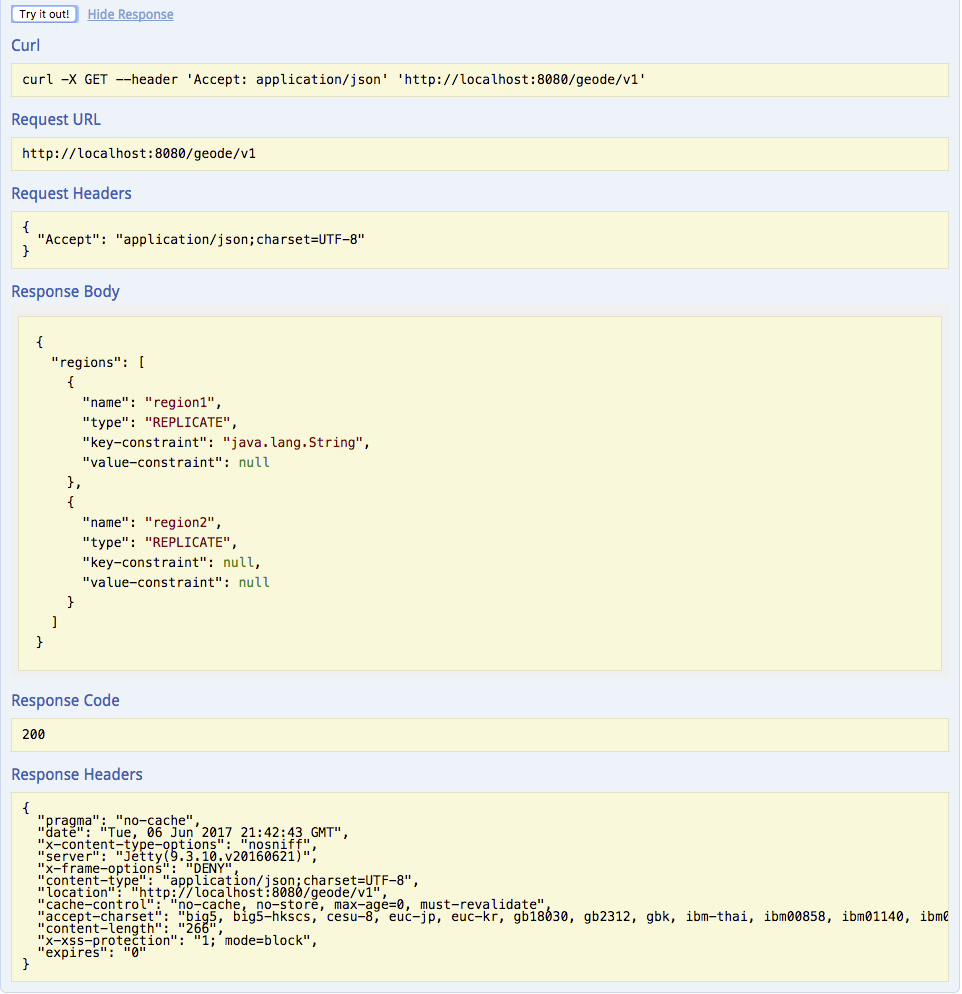 Try it out! Hide Response
Curl
curl -X GET --header 'Accept: application/json' 'http://localhost:8080/geode/v1'
Request URL
http://localhost:8080/geode/v1
Request Headers
{
  "Accept": "application/json;charset=UTF-8"
}
Response Body
{
  "regions": [
    {
      "name": "region1",
      "type": "REPLICATE",
      "key-constraint": "java.lang.String",
      "value-constraint": null
    },
    {
      "name": "region2",
      "type": "REPLICATE",
      "key-constraint": null,
      "value-constraint": null
    }
  ]
}
Response Code
200
Response Headers
{
  "pragma": "no-cache",
  "date": "Tue, 06 Jun 2017 21:42:43 GMT",
  "x-content-type-options": "nosniff",
  "server": "Jetty(9.3.10.v20160621)",
  "x-frame-options": "DENY",
  "content-type": "application/json;charset=UTF-8",
  "location": "http://localhost:8080/geode/v1",
  "cache-control": "no-cache, no-store, max-age=0, must-revalidate",
  "accept-charset": "big5, big5-hkscs, cesu-8, euc-jp, euc-kr, gb18030, gb2312, gbk, ibm-thai, ibm00858, ibm01140,
  "content-length": "266",
  "x-xss-protection": "1; mode=block",
  "expires": "0"
}